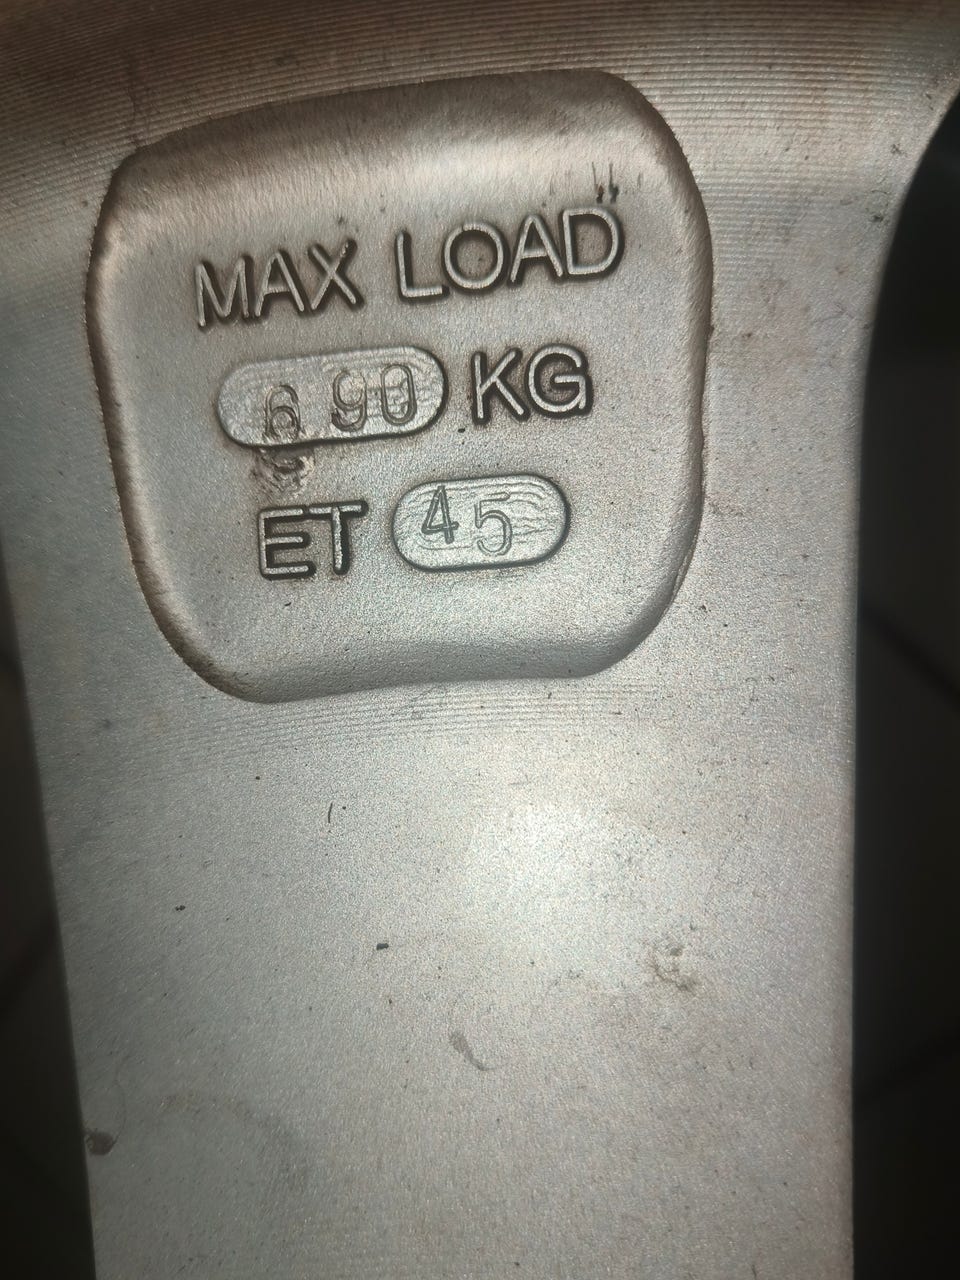 MAX LOAD
690 KG
ET 45